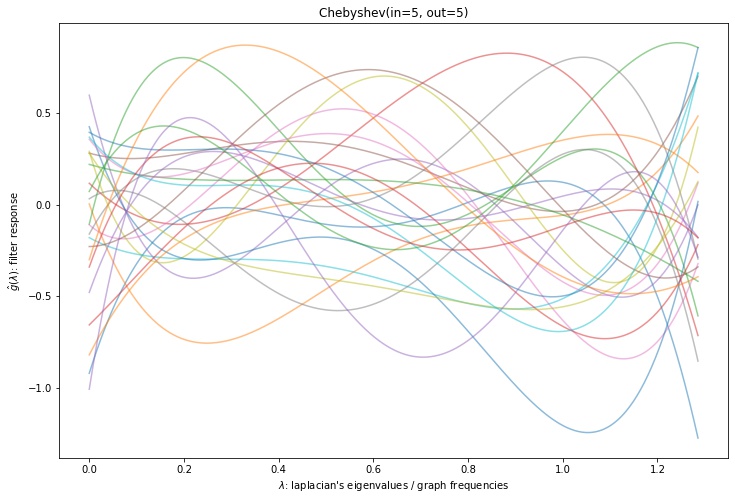 Chebyshev(in=5, out=5)
ĝ(λ): filter response
0.5
0.0
−0.5
−1.0
0.0 0.2 0.4 0.6 0.8 1.0 1.2
λ: laplacian's eigenvalues / graph frequencies